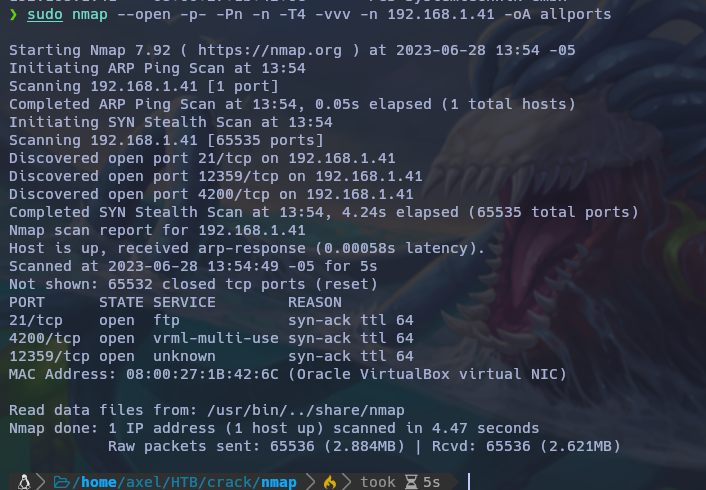 ❯ sudo nmap --open -p- -Pn -n -T4 -vvv -n 192.168.1.41 -oA allports
Starting Nmap 7.92 ( https://nmap.org ) at 2023-06-28 13:54 -05
Initiating ARP Ping Scan at 13:54
Scanning 192.168.1.41 [1 port]
Completed ARP Ping Scan at 13:54, 0.05s elapsed (1 total hosts)
Initiating SYN Stealth Scan at 13:54
Scanning 192.168.1.41 [65535 ports]
Discovered open port 21/tcp on 192.168.1.41
Discovered open port 12359/tcp on 192.168.1.41
Discovered open port 4200/tcp on 192.168.1.41
Completed SYN Stealth Scan at 13:54, 4.24s elapsed (65535 total ports)
Nmap scan report for 192.168.1.41
Host is up, received arp-response (0.00058s latency).
Scanned at 2023-06-28 13:54:49 -05 for 5s
Not shown: 65532 closed tcp ports (reset)
PORT      STATE SERVICE        REASON
21/tcp    open  ftp            syn-ack ttl 64
4200/tcp  open  vrml-multi-use syn-ack ttl 64
12359/tcp open  unknown        syn-ack ttl 64
MAC Address: 08:00:27:1B:42:6C (Oracle VirtualBox virtual NIC)
Read data files from: /usr/bin/../share/nmap
Nmap done: 1 IP address (1 host up) scanned in 4.47 seconds
Raw packets sent: 65536 (2.884MB) | Rcvd: 65536 (2.621MB)
/home/axel/HTB/crack/nmap took 5s